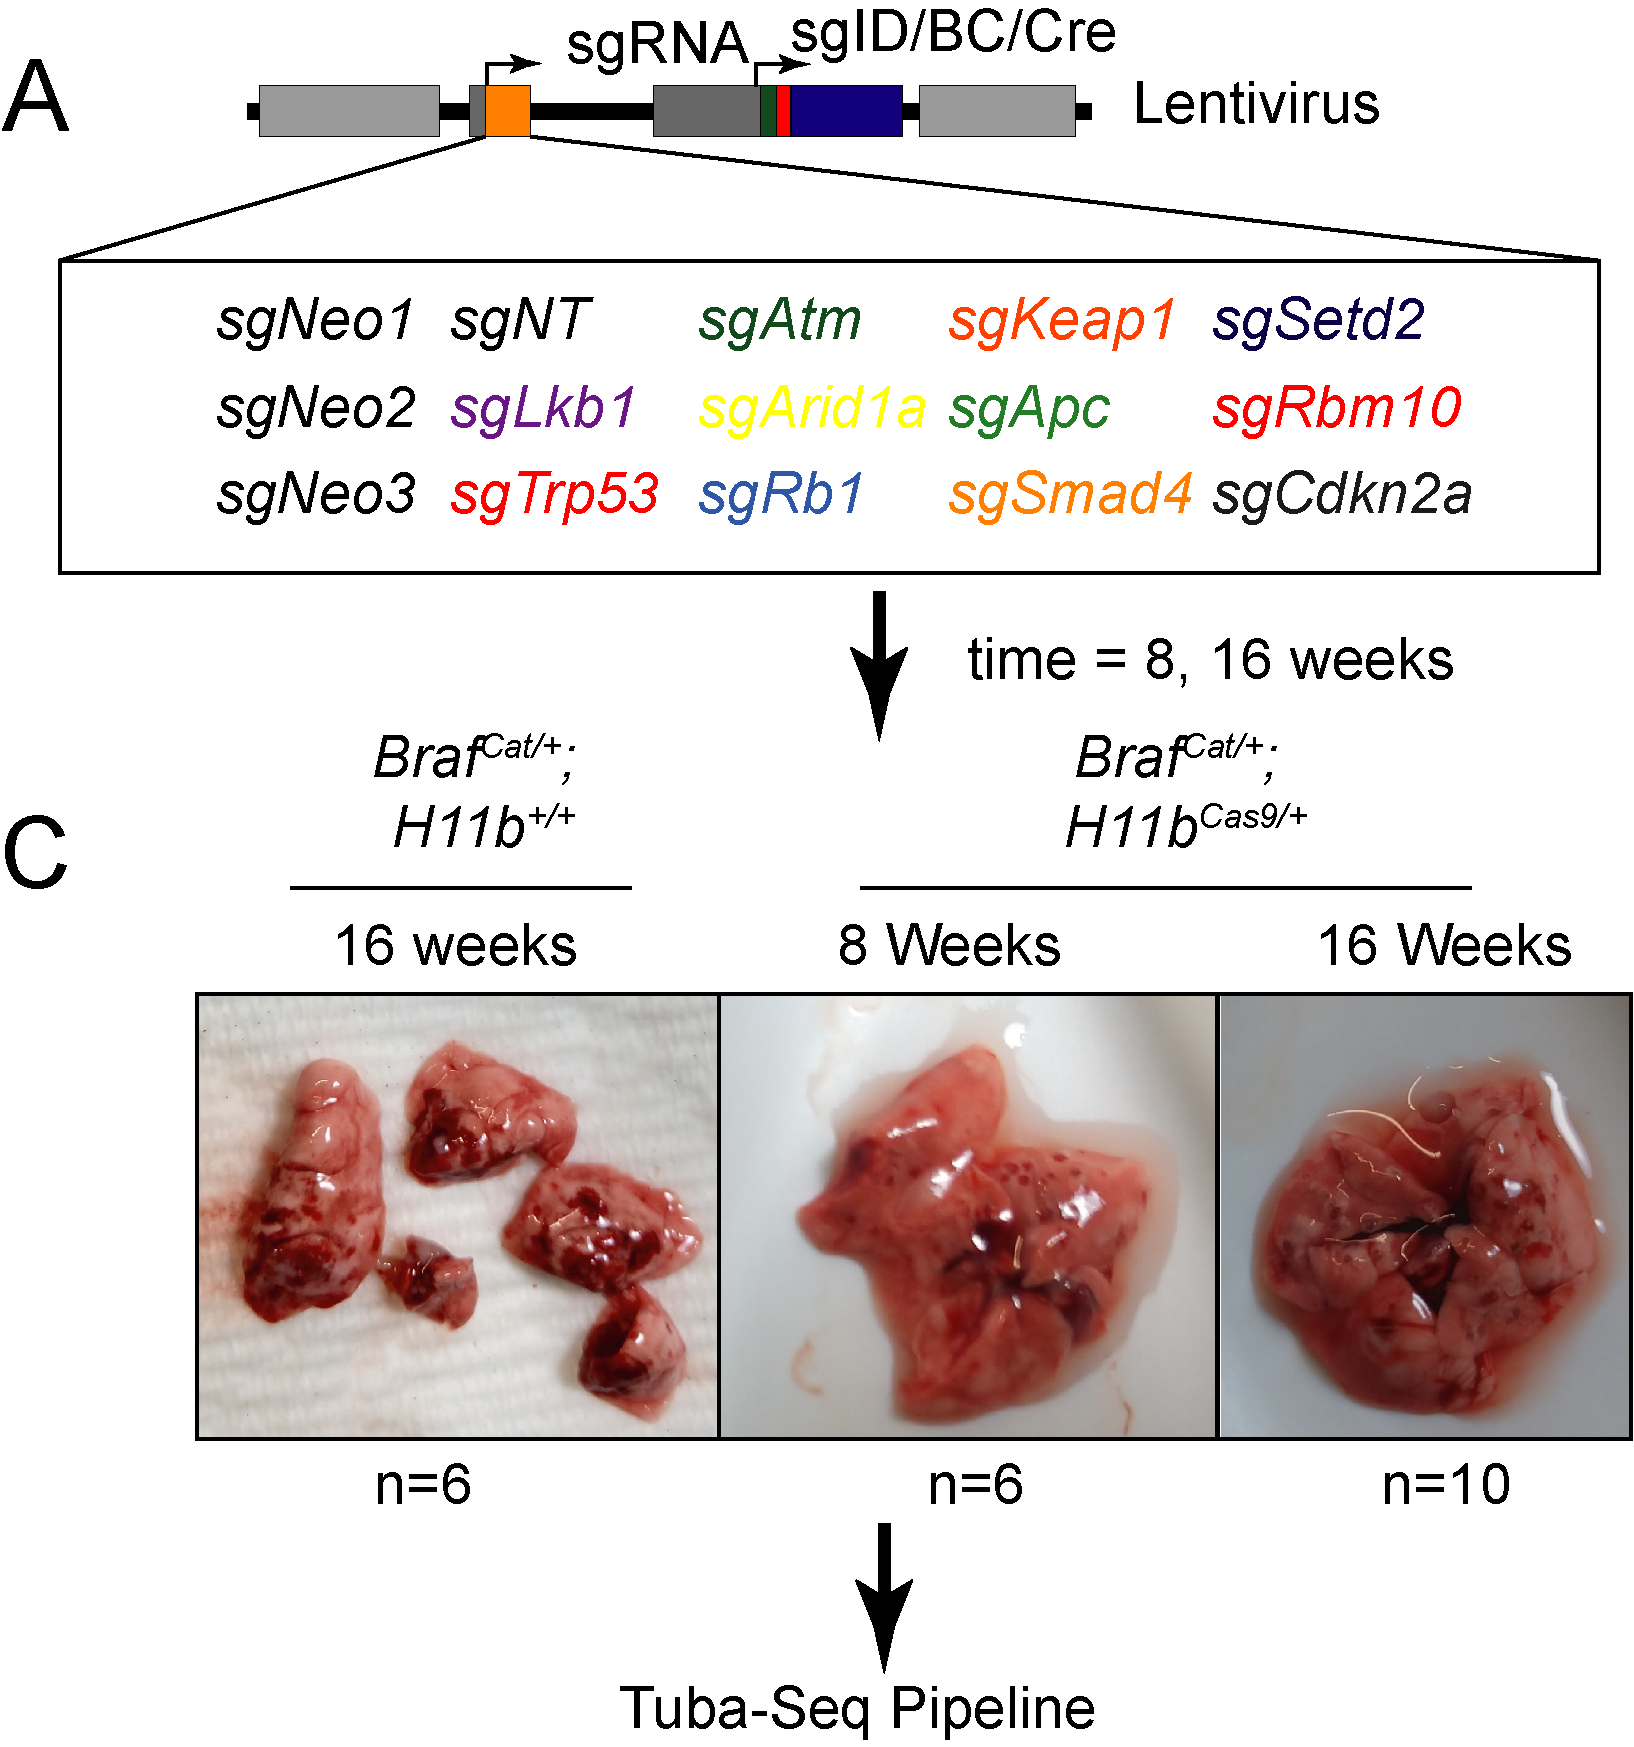 A
sgRNA
sgID/BC/Cre
Lentivirus
sgNeo1 sgNT sgAtm sgKeap1 sgSetd2
sgNeo2 sgLkb1 sgArid1a sgApc sgRbm10
sgNeo3 sgTrp53 sgRb1 sgSmad4 sgCdkn2a
time = 8, 16 weeks
Braf^Cat/+; Braf^Cat/+;
H11b^+/+ H11b^Cas9/+
C
16 weeks 8 Weeks 16 Weeks
n=6 n=6 n=10
Tuba-Seq Pipeline